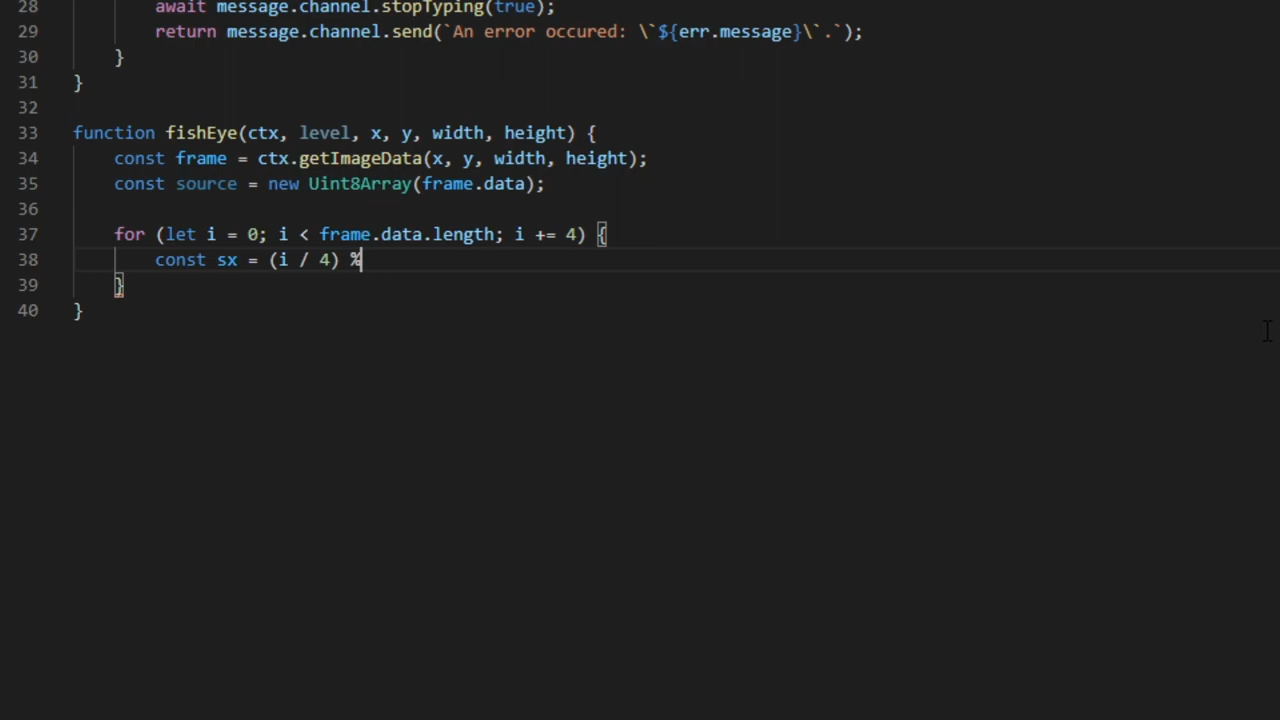 28 await message.channel.stopTyping(true);
29 return message.channel.send(`An error occured: \`${err.message}\`.`);
30 }
31 }
32
33 function fishEye(ctx, level, x, y, width, height) {
34 const frame = ctx.getImageData(x, y, width, height);
35 const source = new Uint8Array(frame.data);
36
37 for (let i = 0; i < frame.data.length; i += 4) {
38 const sx = (i / 4) %
39 }
40 }